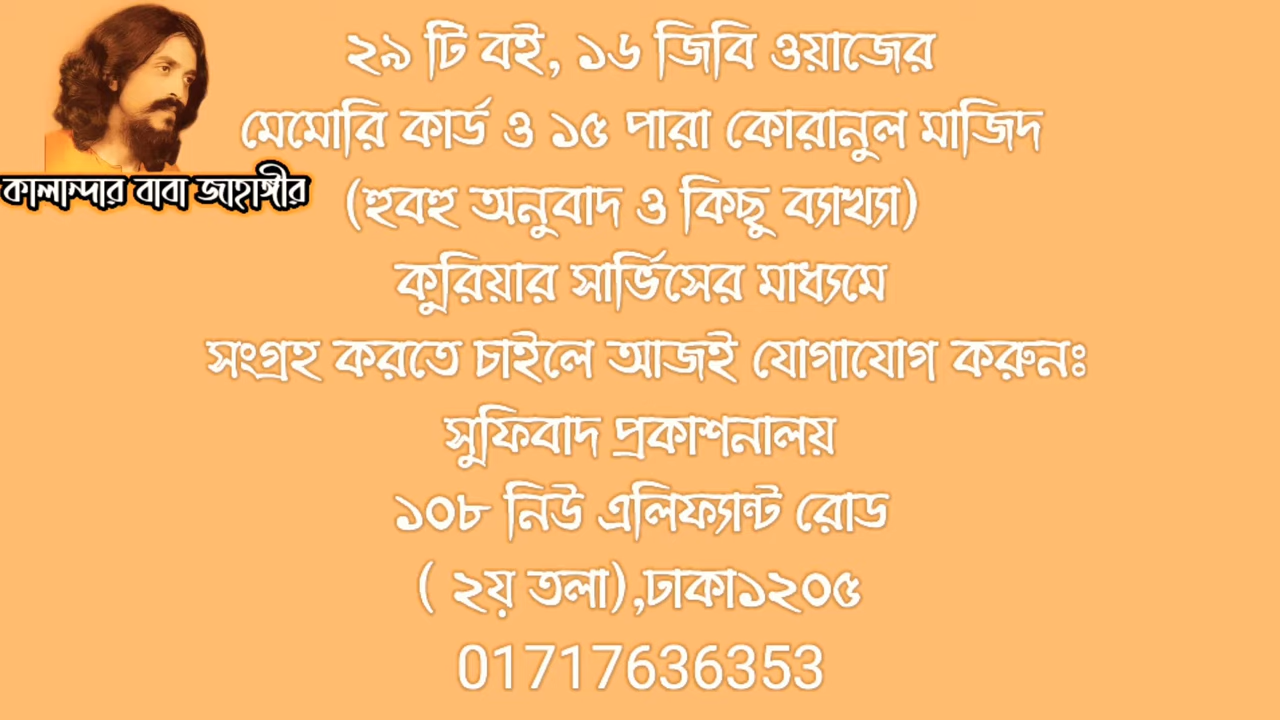 ২৯ টি বই, ১৬ জিবি ওয়াজের
মেমোরি কার্ড ও ১৫ পারা কোরানুল মাজিদ
কালান্দার বাবা জাহাঙ্গীর
(হুবহু অনুবাদ ও কিছু ব্যাখ্যা)
কুরিয়ার সার্ভিসের মাধ্যমে
সংগ্রহ করতে চাইলে আজই যোগাযোগ করুনঃ
সুফিবাদ প্রকাশনালয়
১০৮ নিউ এলিফ্যান্ট রোড
( ২য় তলা),ঢাকা১২০৫
01717636353